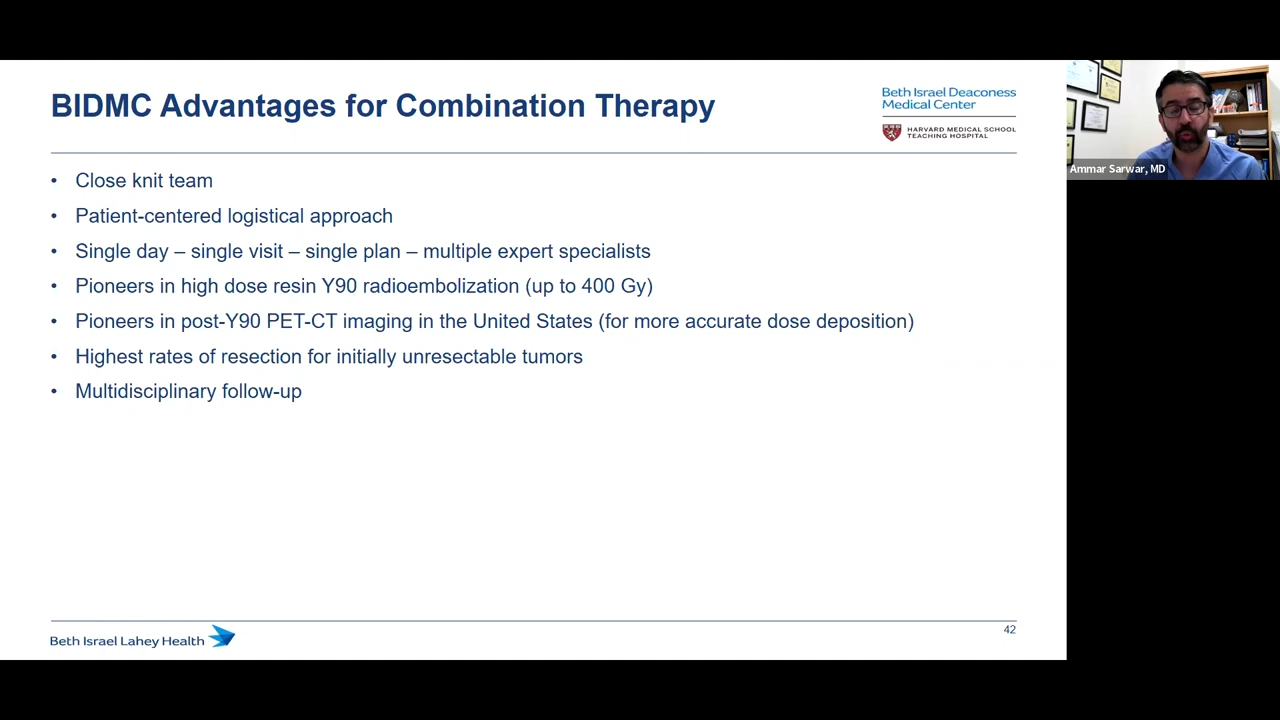 BIDMC Advantages for Combination Therapy
Beth Israel Deaconess
Medical Center
HARVARD MEDICAL SCHOOL
TEACHING HOSPITAL
Ammar Sarwar, MD
• Close knit team
• Patient-centered logistical approach
• Single day – single visit – single plan – multiple expert specialists
• Pioneers in high dose resin Y90 radioembolization (up to 400 Gy)
• Pioneers in post-Y90 PET-CT imaging in the United States (for more accurate dose deposition)
• Highest rates of resection for initially unresectable tumors
• Multidisciplinary follow-up
Beth Israel Lahey Health
42